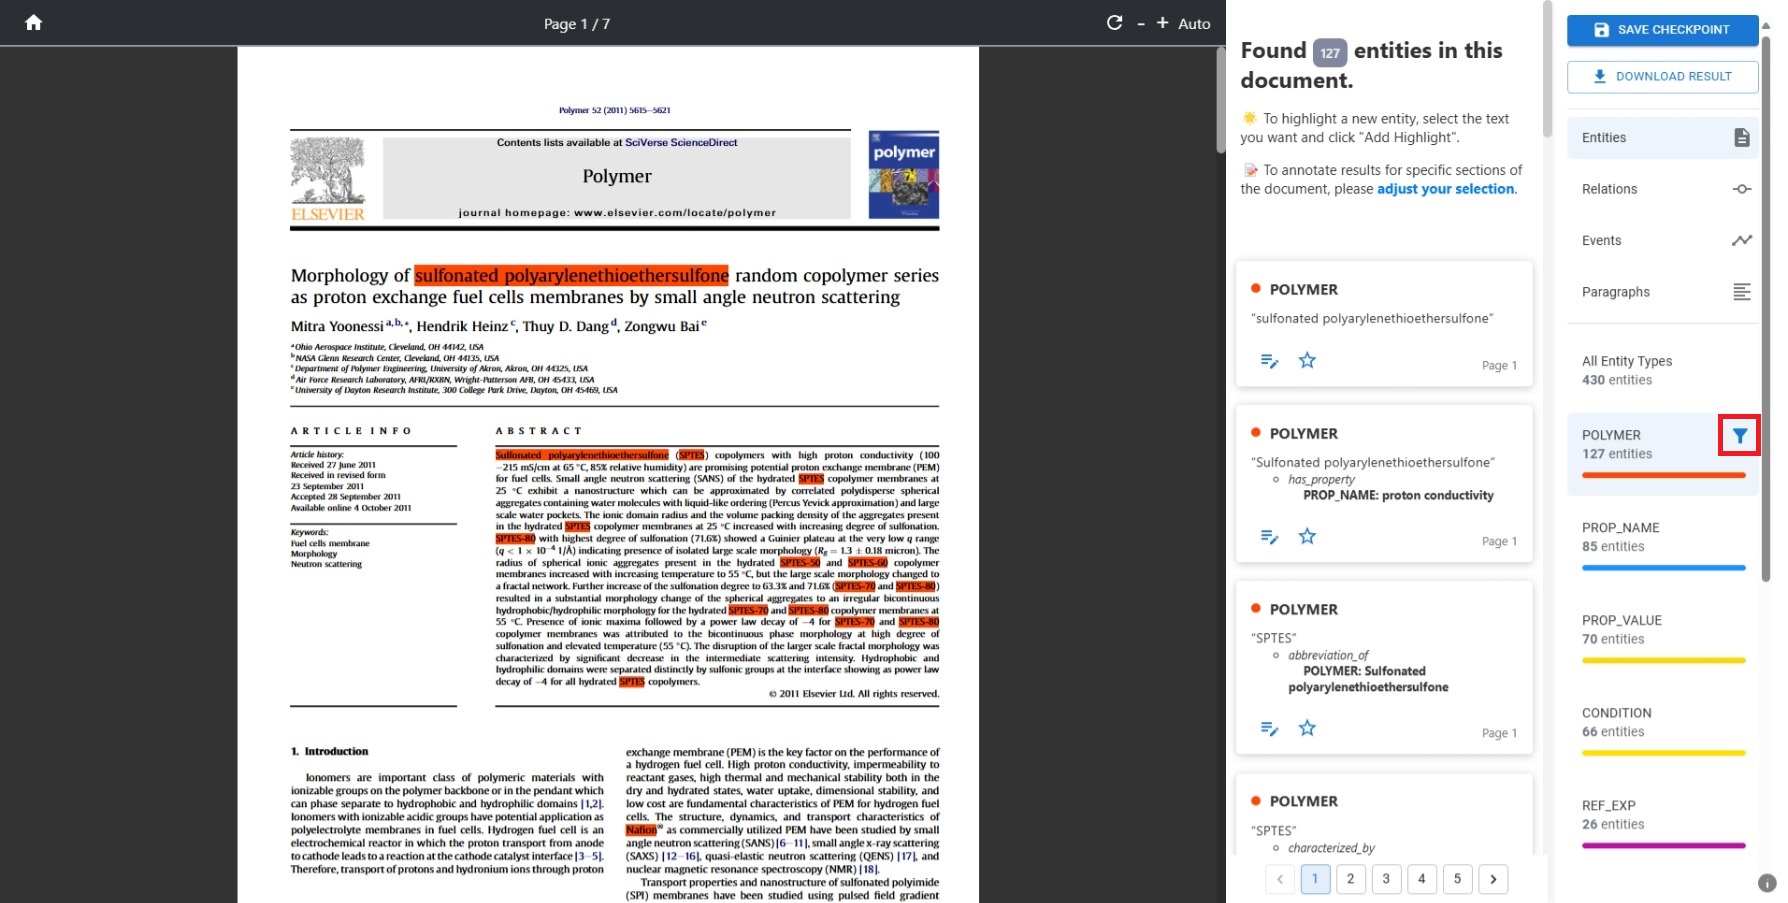 Page 1 / 7
- + Auto
Polymer 52 (2011) 5615–5621
Contents lists available at SciVerse ScienceDirect
Polymer
journal homepage: www.elsevier.com/locate/polymer
ELSEVIER
polymer
Morphology of sulfonated polyarylenethioethersulfone random copolymer series
as proton exchange fuel cells membranes by small angle neutron scattering
Mitra Yoonessi a,b,*, Hendrik Heinz c, Thuy D. Dang d, Zongwu Bai e
a Ohio Aerospace Institute, Cleveland, OH 44142, USA
b NASA Glenn Research Center, Cleveland, OH 44135, USA
c Department of Polymer Engineering, University of Akron, Akron, OH 44325, USA
d Air Force Research Laboratory, AFRL/RXBN, Wright-Patterson AFB, OH 45433, USA
e University of Dayton Research Institute, 300 College Park Drive, Dayton, OH 45469, USA
ARTICLE INFO
Article history:
Received 27 June 2011
Received in revised form
23 September 2011
Accepted 28 September 2011
Available online 4 October 2011
Keywords:
Fuel cells membrane
Morphology
Neutron scattering
ABSTRACT
Sulfonated polyarylenethioethersulfone (SPTES) copolymers with high proton conductivity (100
–215 mS/cm at 65 °C, 85% relative humidity) are promising potential proton exchange membrane (PEM)
for fuel cells. Small angle neutron scattering (SANS) of the hydrated SPTES copolymer membranes at
25 °C exhibit a nanostructure which can be approximated by correlated polydisperse spherical
aggregates containing water molecules with liquid-like ordering (Percus Yevick approximation) and large
scale water pockets. The ionic domain radius and the volume packing density of the aggregates present
in the hydrated SPTES copolymer membranes at 25 °C increased with increasing degree of sulfonation.
SPTES-80 with highest degree of sulfonation (71.6%) showed a Guinier plateau at the very low q range
(q < 1 × 10−4 1/Å) indicating presence of isolated large scale morphology (Rg = 1.3 ± 0.18 micron). The
radius of spherical ionic aggregates present in the hydrated SPTES-50 and SPTES-60 copolymer
membranes increased with increasing temperature to 55 °C, but the large scale morphology changed to
a fractal network. Further increase of the sulfonation degree to 63.3% and 71.6% (SPTES-70 and SPTES-80)
resulted in a substantial morphology change of the spherical aggregates to an irregular bicontinuous
hydrophobic/hydrophilic morphology for the hydrated SPTES-70 and SPTES-80 copolymer membranes at
55 °C. Presence of ionic maxima followed by a power law decay of −4 for SPTES-70 and SPTES-80
copolymer membranes was attributed to the bicontinuous phase morphology at high degree of
sulfonation and elevated temperature (55 °C). The disruption of the larger scale fractal morphology was
characterized by significant decrease in the intermediate scattering intensity. Hydrophobic and
hydrophilic domains were separated distinctly by sulfonic groups at the interface showing as power law
decay of −4 for all hydrated SPTES copolymers.
© 2011 Elsevier Ltd. All rights reserved.
1. Introduction
Ionomers are important class of polymeric materials with
ionizable groups on the polymer backbone or in the pendant which
can phase separate to hydrophobic and hydrophilic domains [1,2].
Ionomers with ionizable acidic groups have potential application as
polyelectrolyte membranes in fuel cells. Hydrogen fuel cell is an
electrochemical reactor in which the proton transport from anode
to cathode leads to a reaction at the cathode catalyst interface [3–5].
Therefore, transport of protons and hydronium ions through proton
exchange membrane (PEM) is the key factor on the performance of
a hydrogen fuel cell. High proton conductivity, impermeability to
reactant gases, high thermal and mechanical stability both in the
dry and hydrated states, water uptake, dimensional stability, and
low cost are fundamental characteristics of PEM for hydrogen fuel
cells. The structure, dynamics, and transport characteristics of
Nafion® as commercially utilized PEM have been studied by small
angle neutron scattering (SANS) [6–11], small angle x-ray scattering
(SAXS) [12–16], quasi-elastic neutron scattering (QENS) [17], and
nuclear magnetic resonance spectroscopy (NMR) [18].
Transport properties and nanostructure of sulfonated polyimide
(SPI) membranes have been studied using pulsed field gradient
Found 127 entities in this
document.
To highlight a new entity, select the text
you want and click "Add Highlight".
To annotate results for specific sections of
the document, please adjust your selection.
POLYMER
"sulfonated polyarylenethioethersulfone"
Page 1
POLYMER
"Sulfonated polyarylenethioethersulfone"
has_property
PROP_NAME: proton conductivity
Page 1
POLYMER
"SPTES"
abbreviation_of
POLYMER: Sulfonated
polyarylenethioethersulfone
Page 1
POLYMER
"SPTES"
characterized_by
< 1 2 3 4 5 >
SAVE CHECKPOINT
DOWNLOAD RESULT
Entities
Relations
Events
Paragraphs
All Entity Types
430 entities
POLYMER
127 entities
PROP_NAME
85 entities
PROP_VALUE
70 entities
CONDITION
66 entities
REF_EXP
26 entities